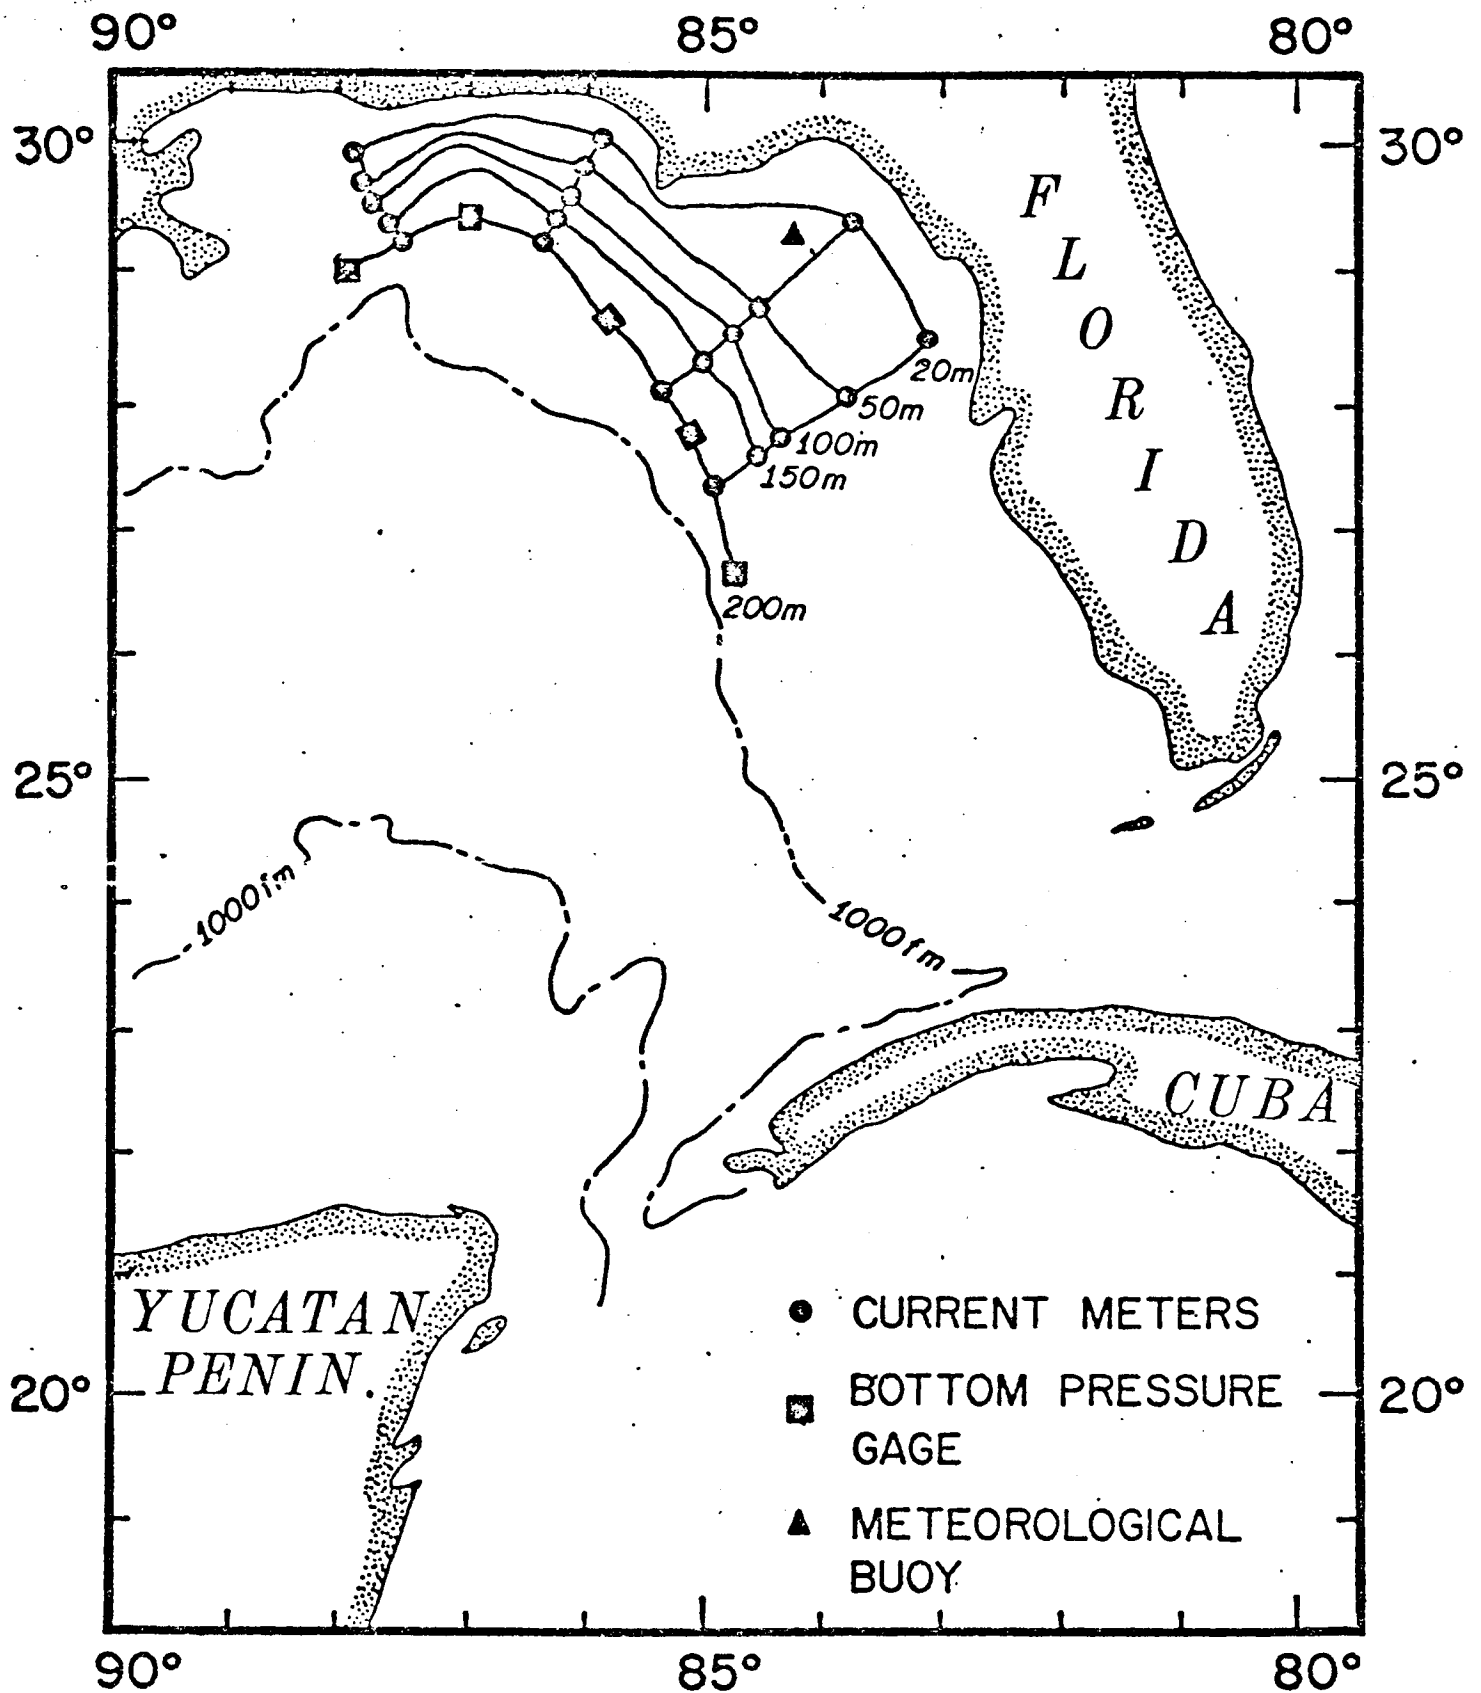 90° 85° 80°
30° 30°
F
L
O
R
I
D
A
20m
50m
100m
150m
200m
25° 25°
1000fm
1000fm
CUBA
YUCATAN
PENIN.
20° 20°
CURRENT METERS
BOTTOM PRESSURE
GAGE
METEOROLOGICAL
BUOY
90° 85° 80°